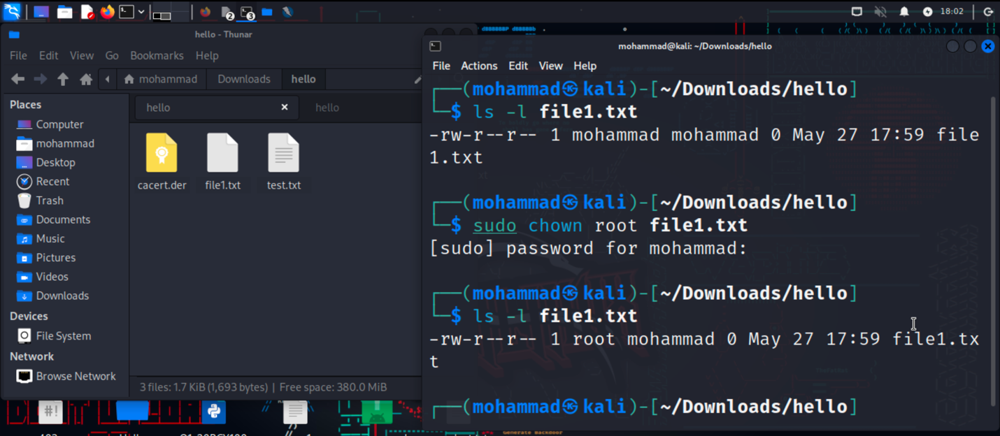 2
3
18:02
hello - Thunar
File Edit View Go Bookmarks Help
mohammad Downloads hello
Places
Computer
mohammad
Desktop
Recent
Trash
Documents
Music
Pictures
Videos
Downloads
Devices
File System
Network
Browse Network
hello
hello
cacert.der file1.txt test.txt
3 files: 1.7 KiB (1,693 bytes) | Free space: 380.0 MiB
mohammad@kali: ~/Downloads/hello
File Actions Edit View Help
┌──(mohammad㉿kali)-[~/Downloads/hello]
└─$ ls -l file1.txt
-rw-r--r-- 1 mohammad mohammad 0 May 27 17:59 file
1.txt
┌──(mohammad㉿kali)-[~/Downloads/hello]
└─$ sudo chown root file1.txt
[sudo] password for mohammad:
┌──(mohammad㉿kali)-[~/Downloads/hello]
└─$ ls -l file1.txt
-rw-r--r-- 1 root mohammad 0 May 27 17:59 file1.tx
t
┌──(mohammad㉿kali)-[~/Downloads/hello]
#!
Generate Backdoor